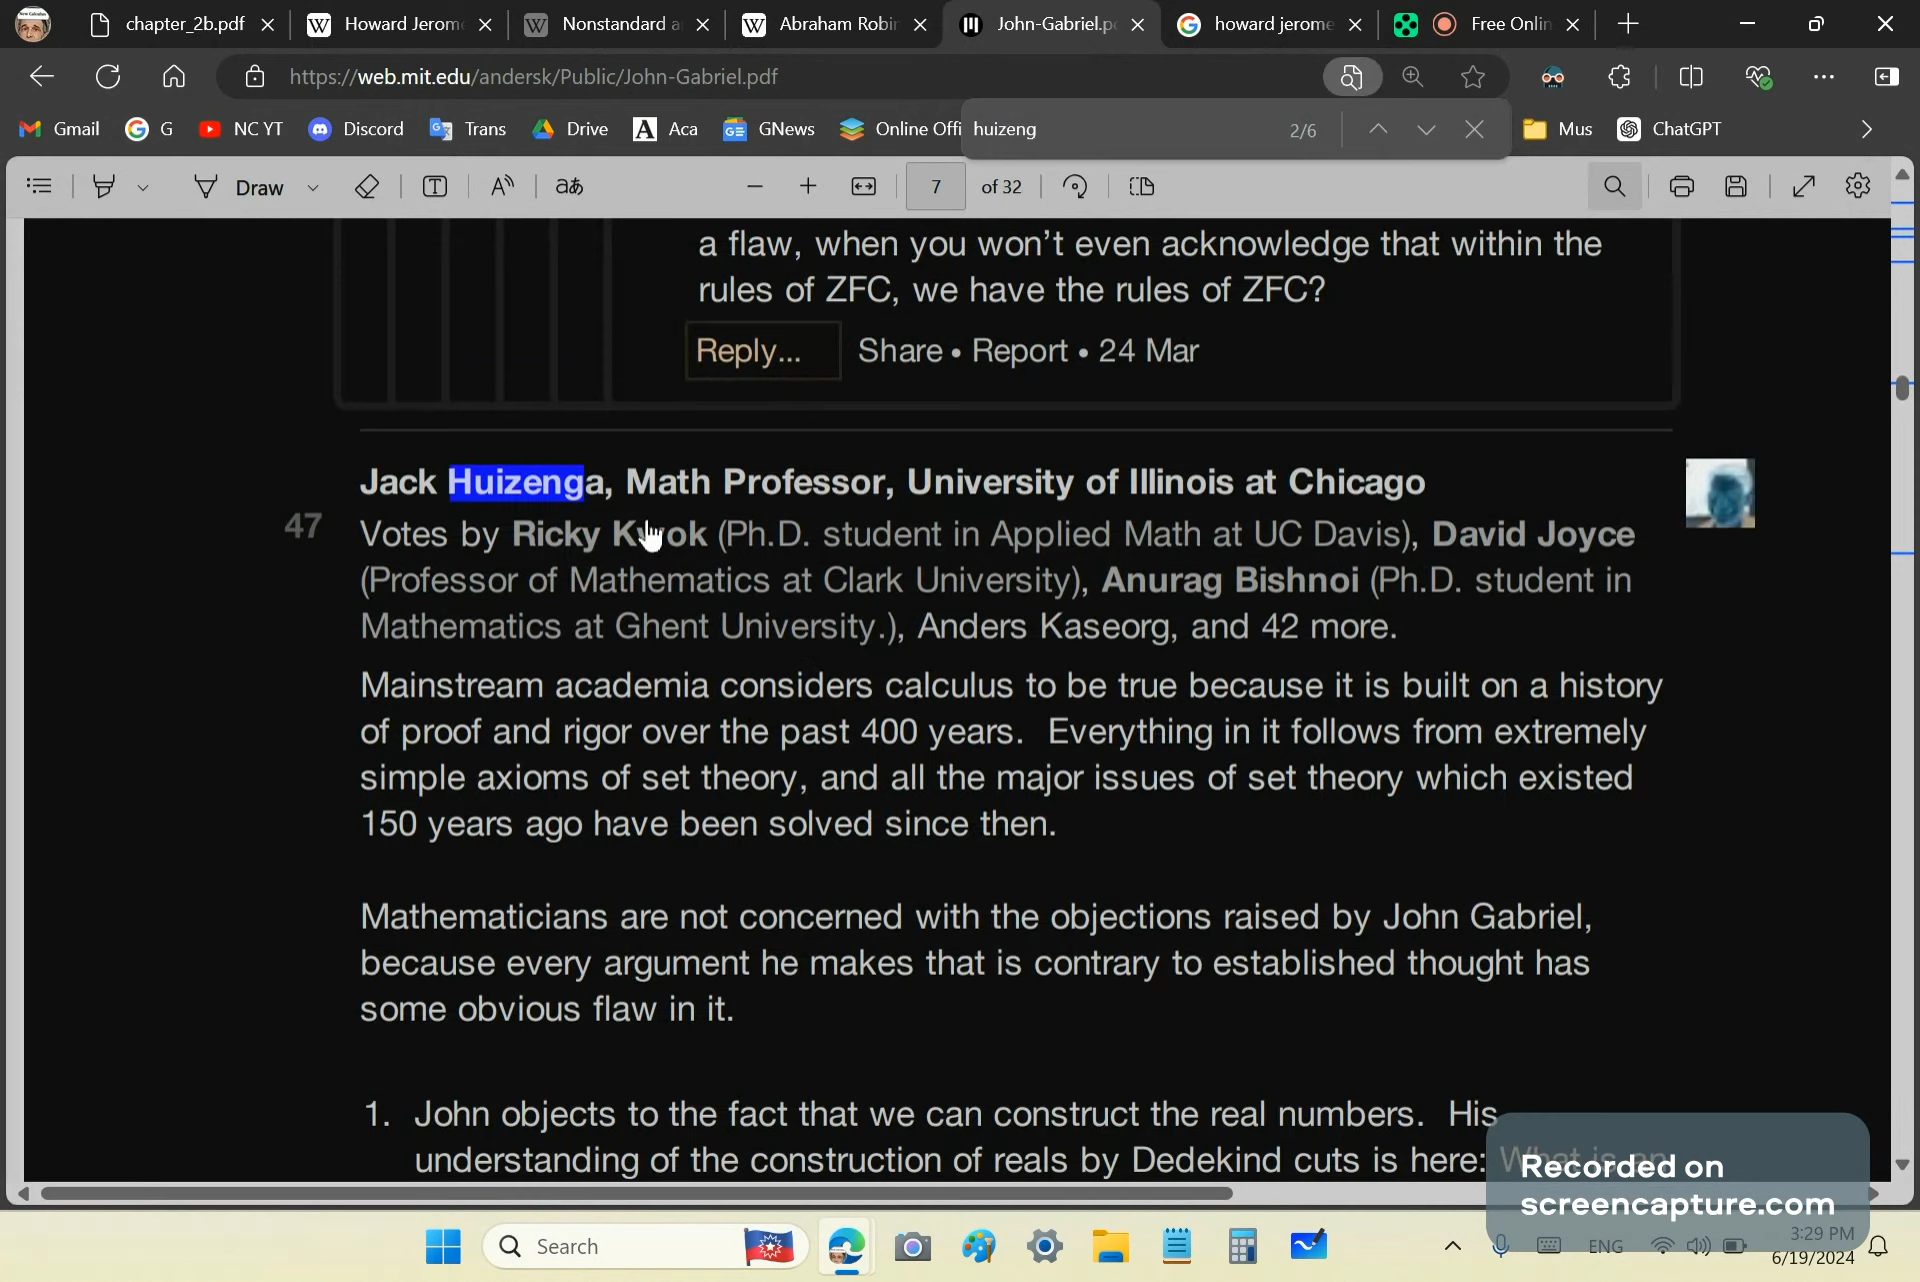 chapter_2b.pdf
Howard Jerom
Nonstandard a
Abraham Robin
John-Gabriel.p
howard jerome
Free Onlin
https://web.mit.edu/andersk/Public/John-Gabriel.pdf
Gmail
G
NC YT
Discord
Trans
Drive
Aca
GNews
Online Offi
huizeng
2/6
Mus
ChatGPT
Draw
7 of 32
a flaw, when you won’t even acknowledge that within the
rules of ZFC, we have the rules of ZFC?
Reply... Share • Report • 24 Mar
Jack Huizenga, Math Professor, University of Illinois at Chicago
47
Votes by Ricky Kwok (Ph.D. student in Applied Math at UC Davis), David Joyce
(Professor of Mathematics at Clark University), Anurag Bishnoi (Ph.D. student in
Mathematics at Ghent University.), Anders Kaseorg, and 42 more.
Mainstream academia considers calculus to be true because it is built on a history
of proof and rigor over the past 400 years. Everything in it follows from extremely
simple axioms of set theory, and all the major issues of set theory which existed
150 years ago have been solved since then.
Mathematicians are not concerned with the objections raised by John Gabriel,
because every argument he makes that is contrary to established thought has
some obvious flaw in it.
1. John objects to the fact that we can construct the real numbers. His
understanding of the construction of reals by Dedekind cuts is here: What is an
Recorded on
screencapture.com
Search
ENG
3:29 PM
6/19/2024